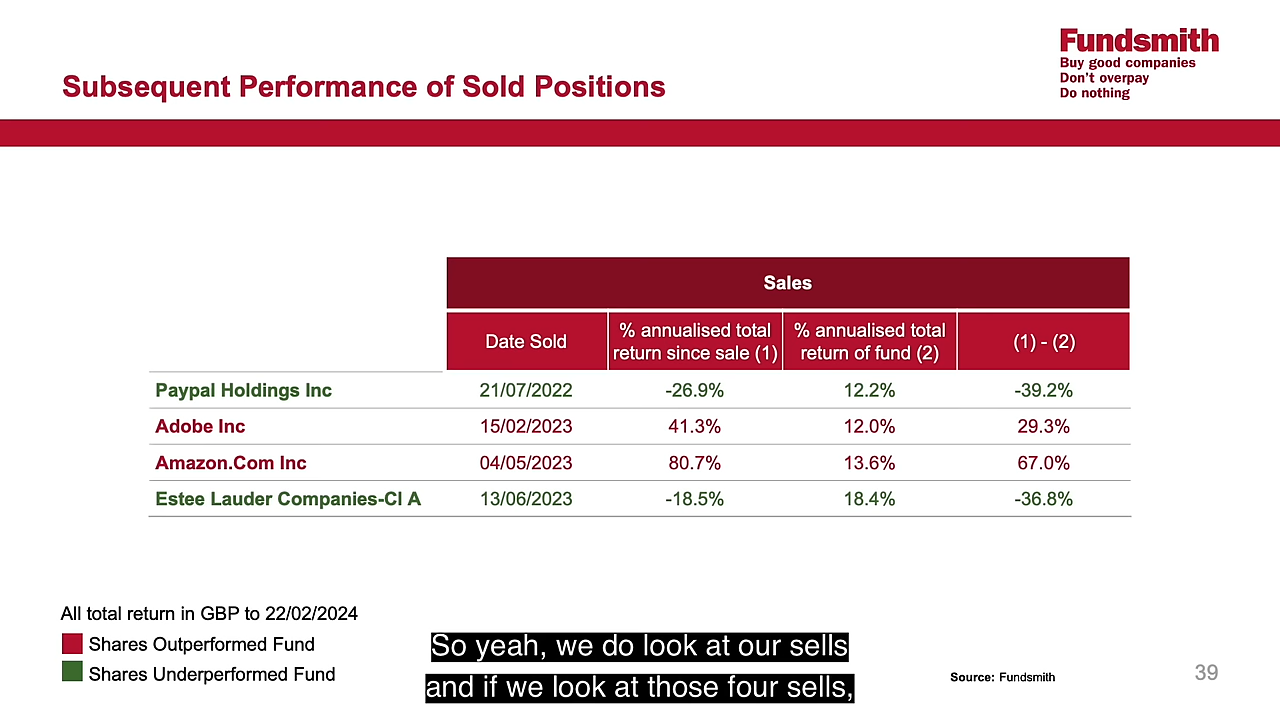 Fundsmith
Buy good companies
Don't overpay
Do nothing
Subsequent Performance of Sold Positions
Sales
Date Sold
% annualised total
return since sale (1)
% annualised total
return of fund (2)
(1) - (2)
Paypal Holdings Inc 21/07/2022 -26.9% 12.2% -39.2%
Adobe Inc 15/02/2023 41.3% 12.0% 29.3%
Amazon.Com Inc 04/05/2023 80.7% 13.6% 67.0%
Estee Lauder Companies-Cl A 13/06/2023 -18.5% 18.4% -36.8%
All total return in GBP to 22/02/2024
Shares Outperformed Fund
Shares Underperformed Fund
So yeah, we do look at our sells
and if we look at those four sells,
Source: Fundsmith
39